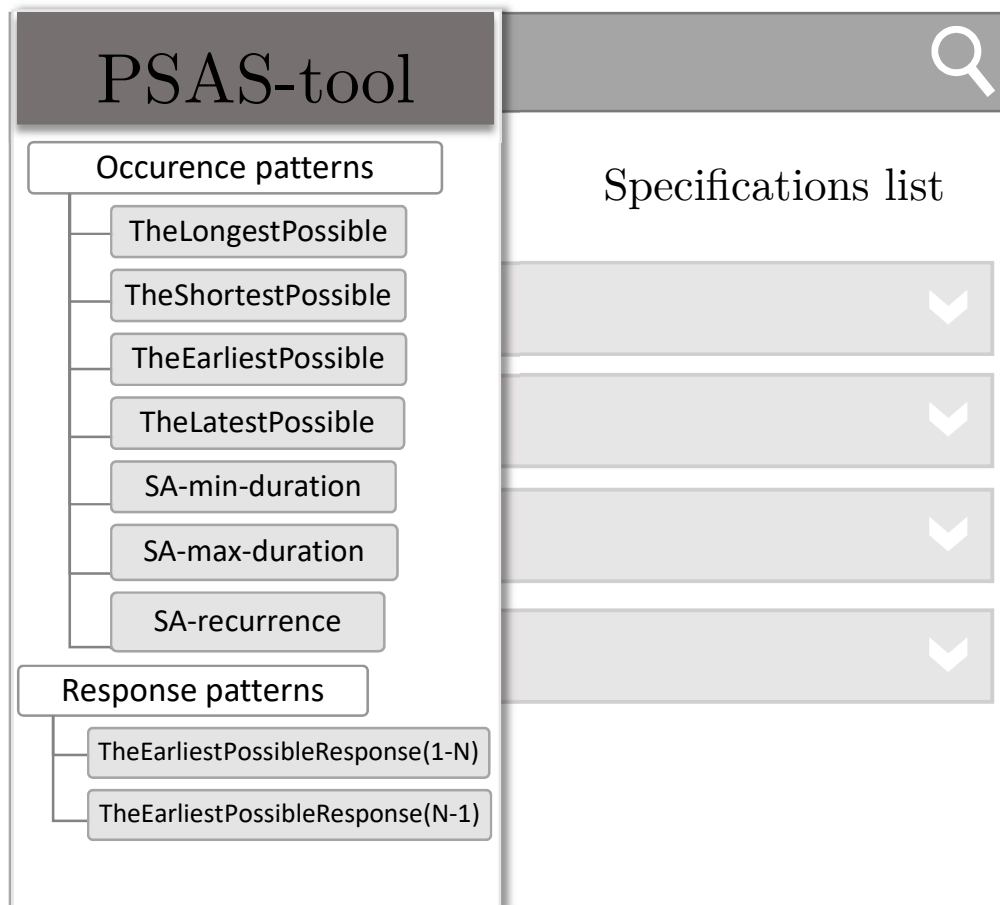 PSAS-tool
Occurence patterns
TheLongestPossible
TheShortestPossible
TheEarliestPossible
TheLatestPossible
SA-min-duration
SA-max-duration
SA-recurrence
Response patterns
TheEarliestPossibleResponse(1-N)
TheEarliestPossibleResponse(N-1)
Specifications list